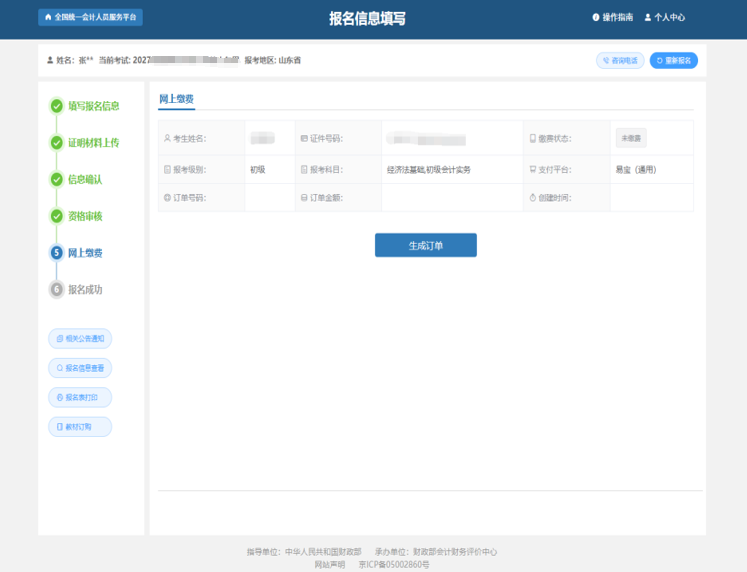 全国统一会计人员服务平台
报名信息填写
操作指南 个人中心
姓名：张** 当前考试: 2027 报考地区: 山东省
咨询电话 重新报名
填写报名信息
证明材料上传
信息确认
资格审核
5 网上缴费
6 报名成功
相关公告通知
报名信息查看
报名表打印
教材订购
网上缴费
考生姓名： 证件号码： 缴费状态： 未缴费
报考级别： 初级 报考科目： 经济法基础,初级会计实务 支付平台： 易宝（通用）
订单号码： 订单金额： 创建时间：
生成订单
指导单位：中华人民共和国财政部 承办单位：财政部会计财务评价中心
网站声明 京ICP备05002860号